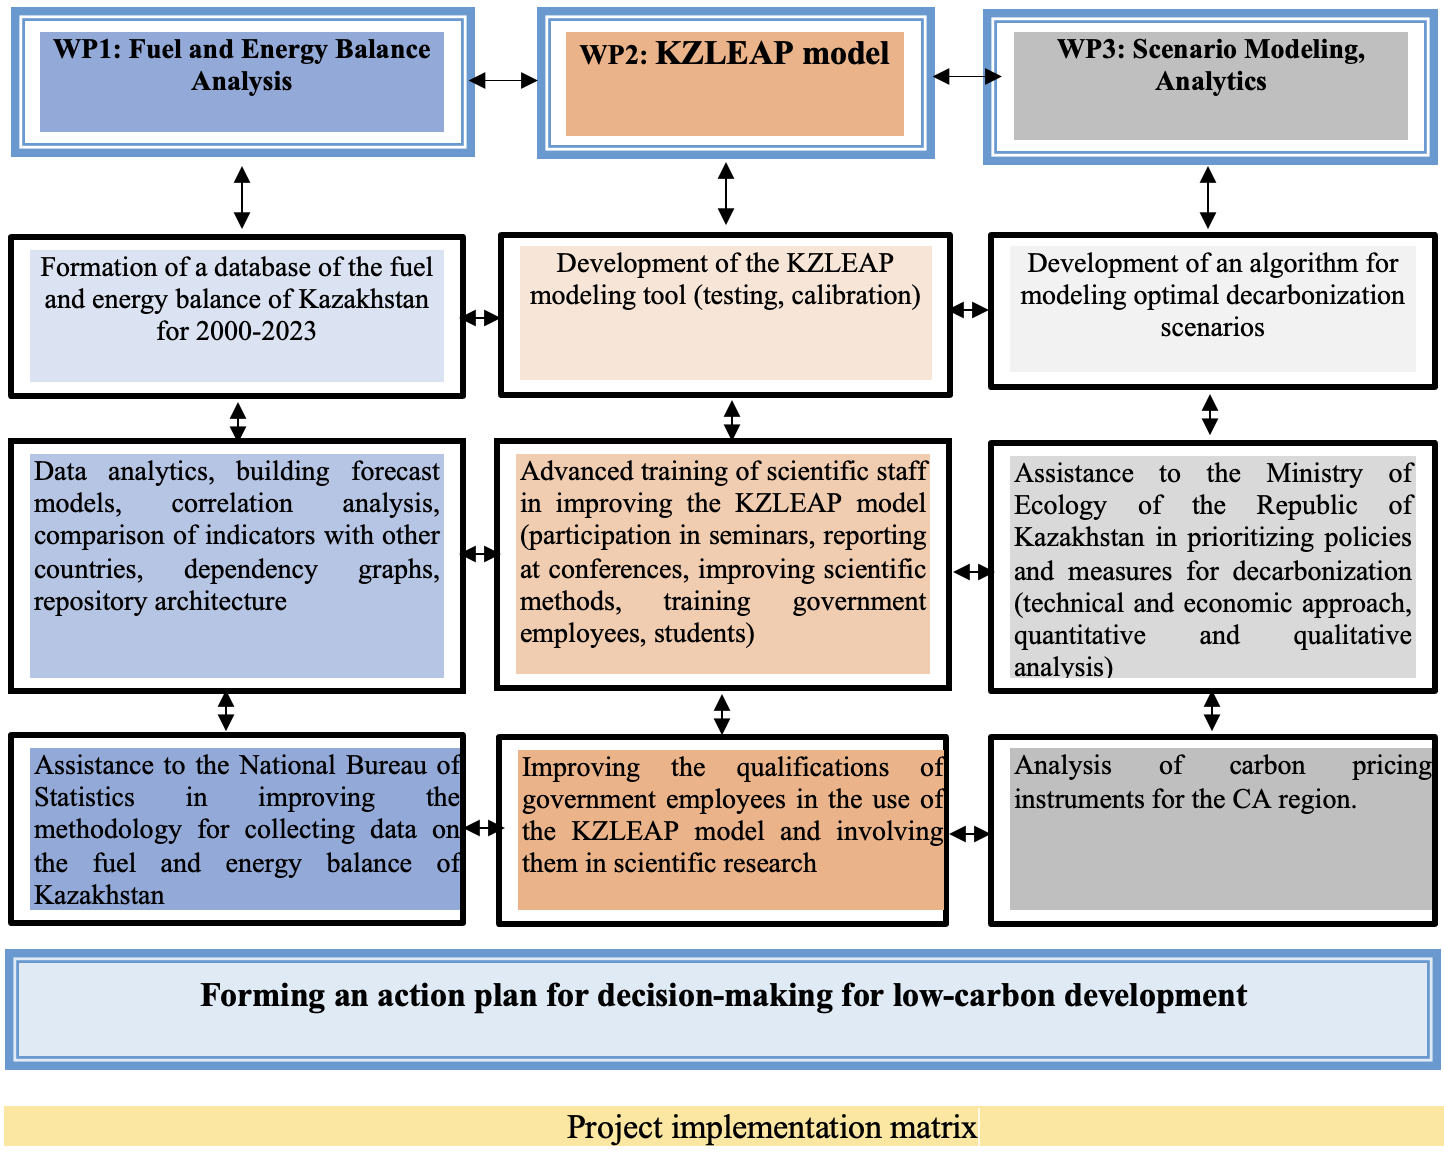 WP1: Fuel and Energy Balance
Analysis
WP2: KZLEAP model
WP3: Scenario Modeling,
Analytics
Formation of a database of the fuel
and energy balance of Kazakhstan
for 2000-2023
Development of the KZLEAP
modeling tool (testing, calibration)
Development of an algorithm for
modeling optimal decarbonization
scenarios
Data analytics, building forecast
models, correlation analysis,
comparison of indicators with other
countries, dependency graphs,
repository architecture
Advanced training of scientific staff
in improving the KZLEAP model
(participation in seminars, reporting
at conferences, improving scientific
methods, training government
employees, students)
Assistance to the Ministry of
Ecology of the Republic of
Kazakhstan in prioritizing policies
and measures for decarbonization
(technical and economic approach,
quantitative and qualitative
analysis)
Assistance to the National Bureau of
Statistics in improving the
methodology for collecting data on
the fuel and energy balance of
Kazakhstan
Improving the qualifications of
government employees in the use of
the KZLEAP model and involving
them in scientific research
Analysis of carbon pricing
instruments for the CA region.
Forming an action plan for decision-making for low-carbon development
Project implementation matrix